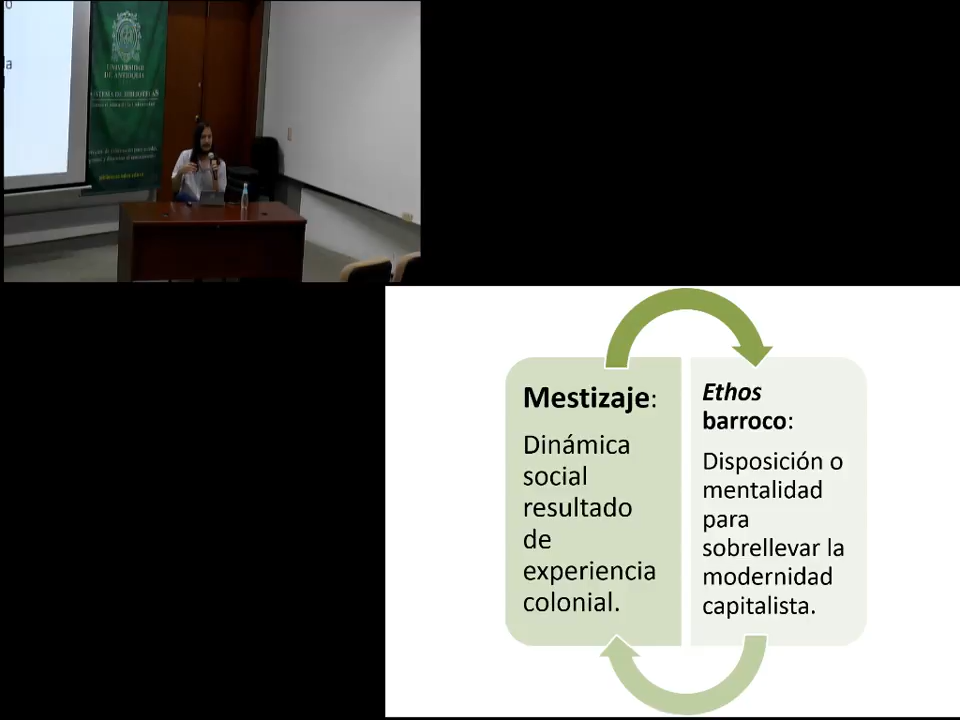 UNIVERSIDAD
DE ANTIOQUIA
Mestizaje:
Dinámica
social
resultado
de
experiencia
colonial.
Ethos
barroco:
Disposición o
mentalidad
para
sobrellevar la
modernidad
capitalista.